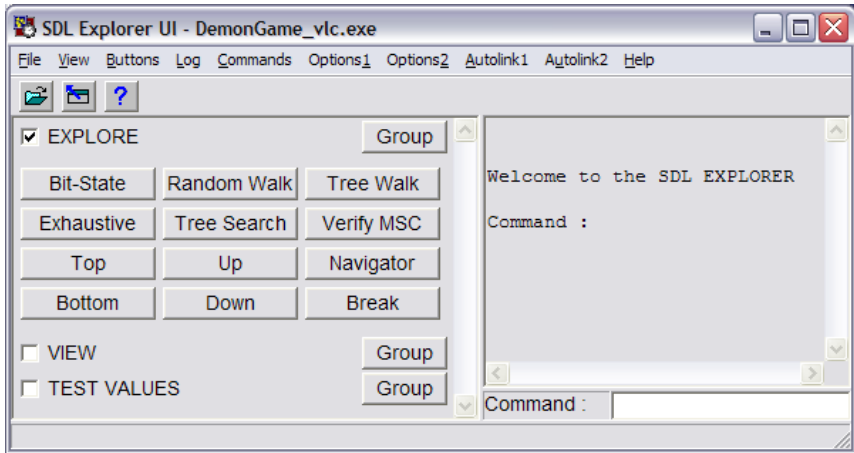 SDL Explorer UI - DemonGame_vlc.exe
File View Buttons Log Commands Options1 Options2 Autolink1 Autolink2 Help
?
EXPLORE Group
Bit-State Random Walk Tree Walk
Exhaustive Tree Search Verify MSC
Top Up Navigator
Bottom Down Break
VIEW Group
TEST VALUES Group
Welcome to the SDL EXPLORER
Command :
Command :